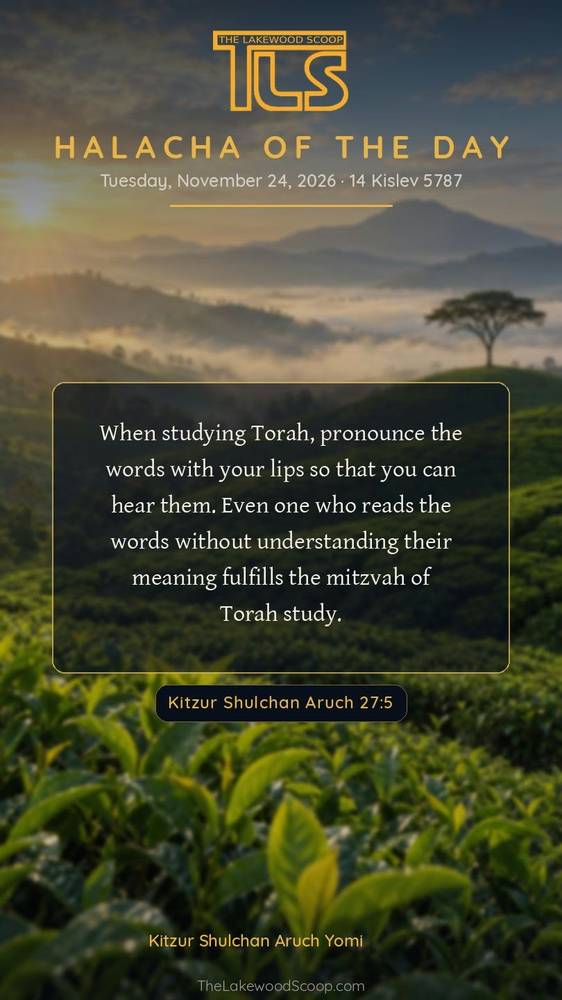 THE LAKEWOOD SCOOP
TLS
HALACHA OF THE DAY
Tuesday, November 24, 2026 · 14 Kislev 5787
When studying Torah, pronounce the
words with your lips so that you can
hear them. Even one who reads the
words without understanding their
meaning fulfills the mitzvah of
Torah study.
Kitzur Shulchan Aruch 27:5
Kitzur Shulchan Aruch Yomi
TheLakewoodScoop.com